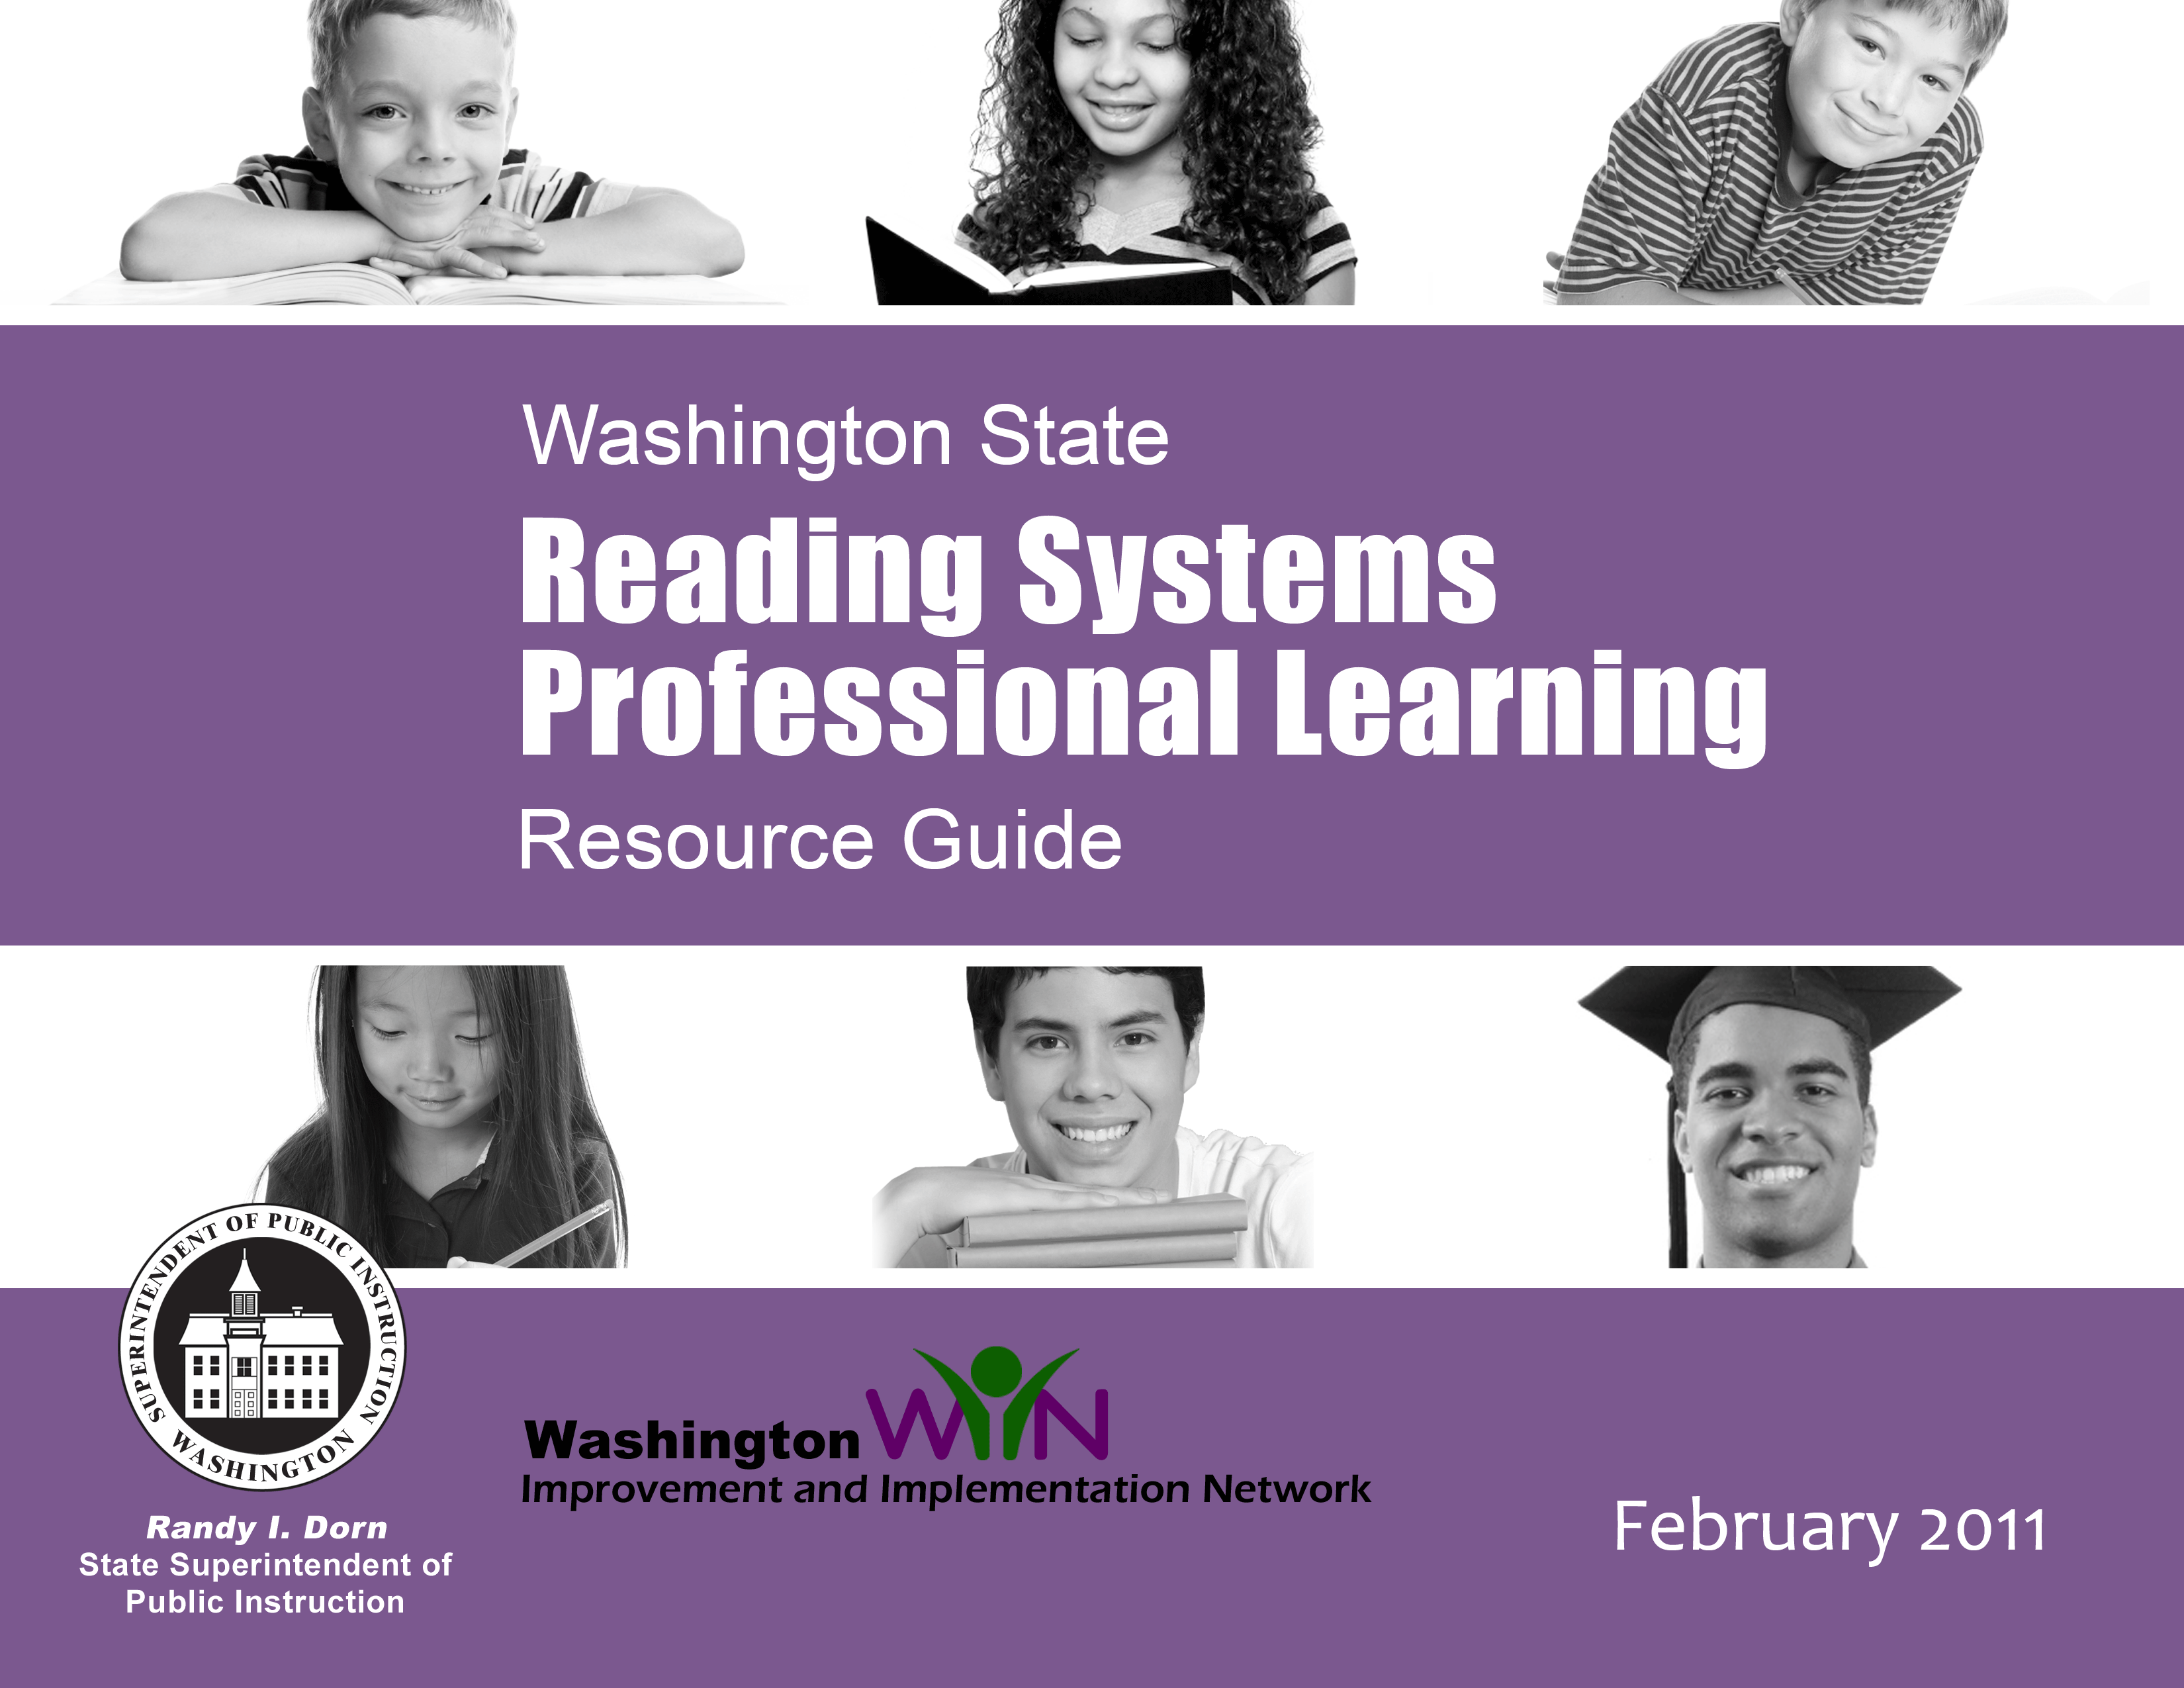 Washington State
Reading Systems
Professional Learning
Resource Guide
SUPERINTENDENT OF PUBLIC INSTRUCTION
WASHINGTON
Randy I. Dorn
State Superintendent of
Public Instruction
Washington WIN
Improvement and Implementation Network
February 2011